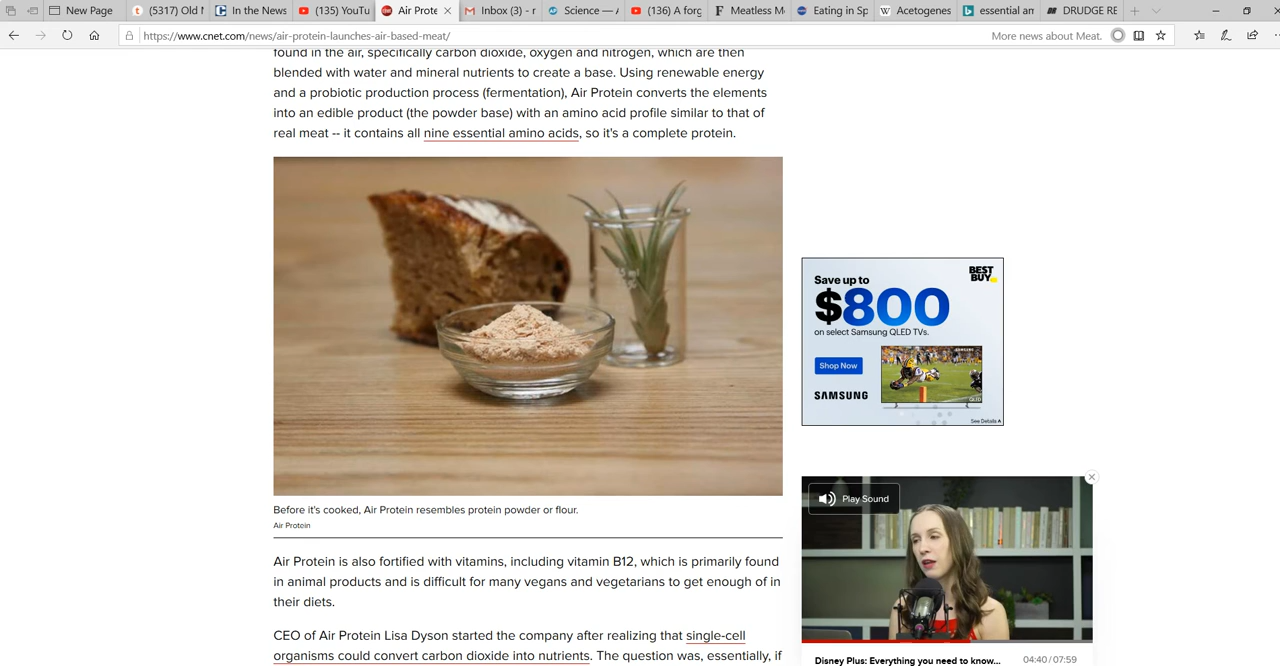 New Page
(5317) Old
In the News
(135) YouTu
Air Prote
Inbox (3) - r
Science —
(136) A forg
Meatless M
Eating in Sp
Acetogenes
essential am
DRUDGE RE
https://www.cnet.com/news/air-protein-launches-air-based-meat/
More news about Meat.
found in the air, specifically carbon dioxide, oxygen and nitrogen, which are then
blended with water and mineral nutrients to create a base. Using renewable energy
and a probiotic production process (fermentation), Air Protein converts the elements
into an edible product (the powder base) with an amino acid profile similar to that of
real meat -- it contains all nine essential amino acids, so it's a complete protein.
Before it's cooked, Air Protein resembles protein powder or flour.
Air Protein
Air Protein is also fortified with vitamins, including vitamin B12, which is primarily found
in animal products and is difficult for many vegans and vegetarians to get enough of in
their diets.
CEO of Air Protein Lisa Dyson started the company after realizing that single-cell
organisms could convert carbon dioxide into nutrients. The question was, essentially, if
Save up to
BEST
BUY
$800
on select Samsung QLED TVs.
Shop Now
SAMSUNG
See Details
Play Sound
Disney Plus: Everything you need to know...
04:40 / 07:59